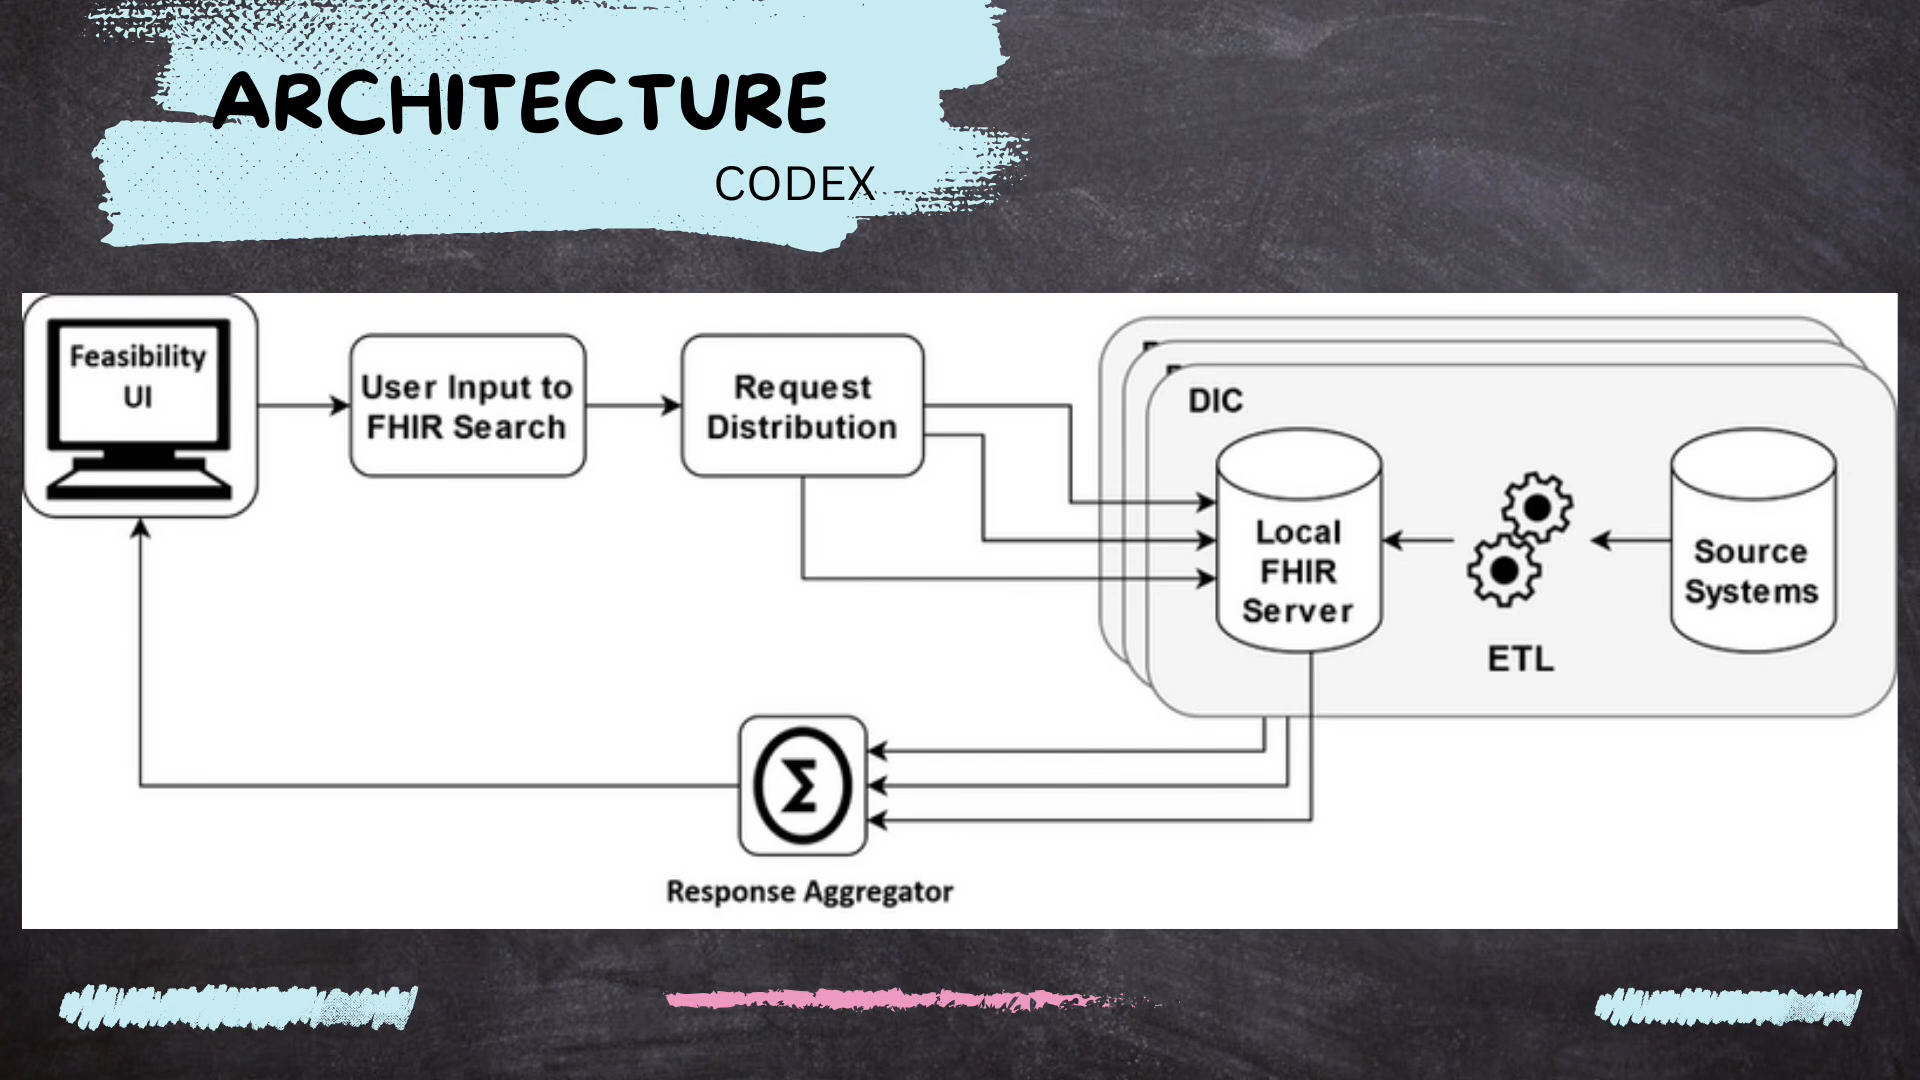 ARCHITECTURE
CODEX
Feasibility
UI
User Input to
FHIR Search
Request
Distribution
DIC
Local
FHIR
Server
ETL
Source
Systems
Σ
Response Aggregator